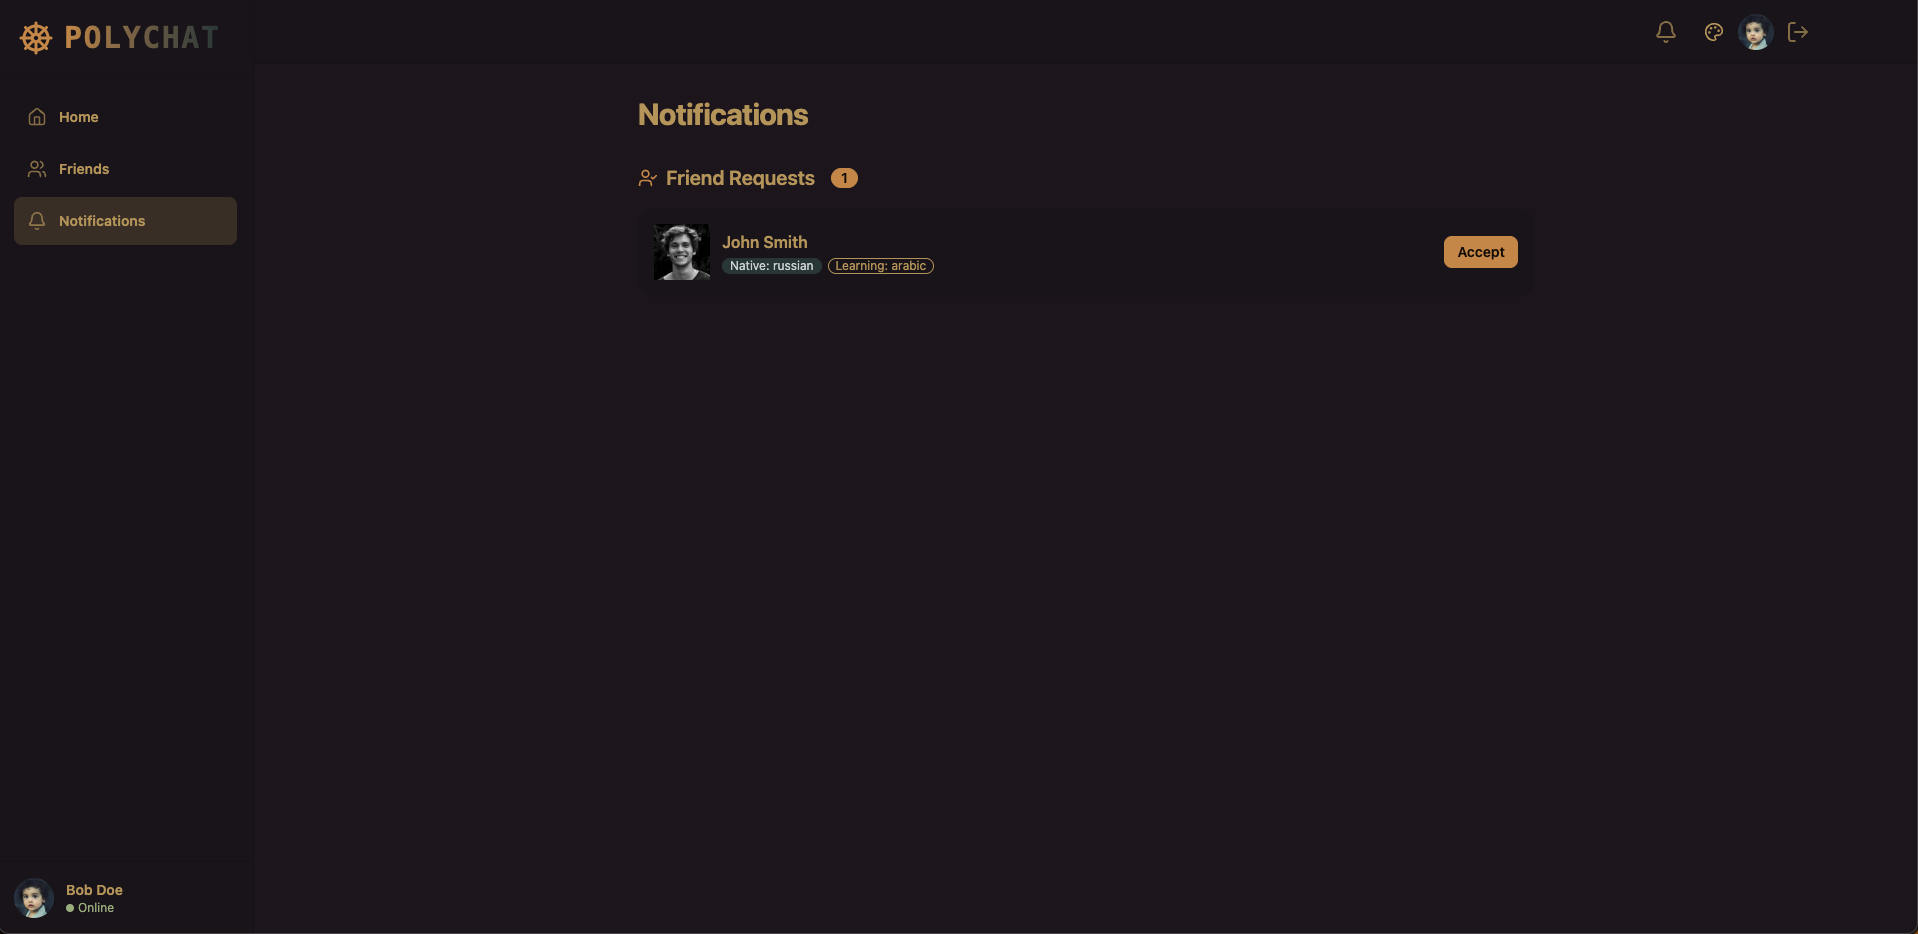 POLYCHAT
Home
Friends
Notifications
Notifications
Friend Requests 1
John Smith
Native: russian Learning: arabic
Accept
Bob Doe
Online